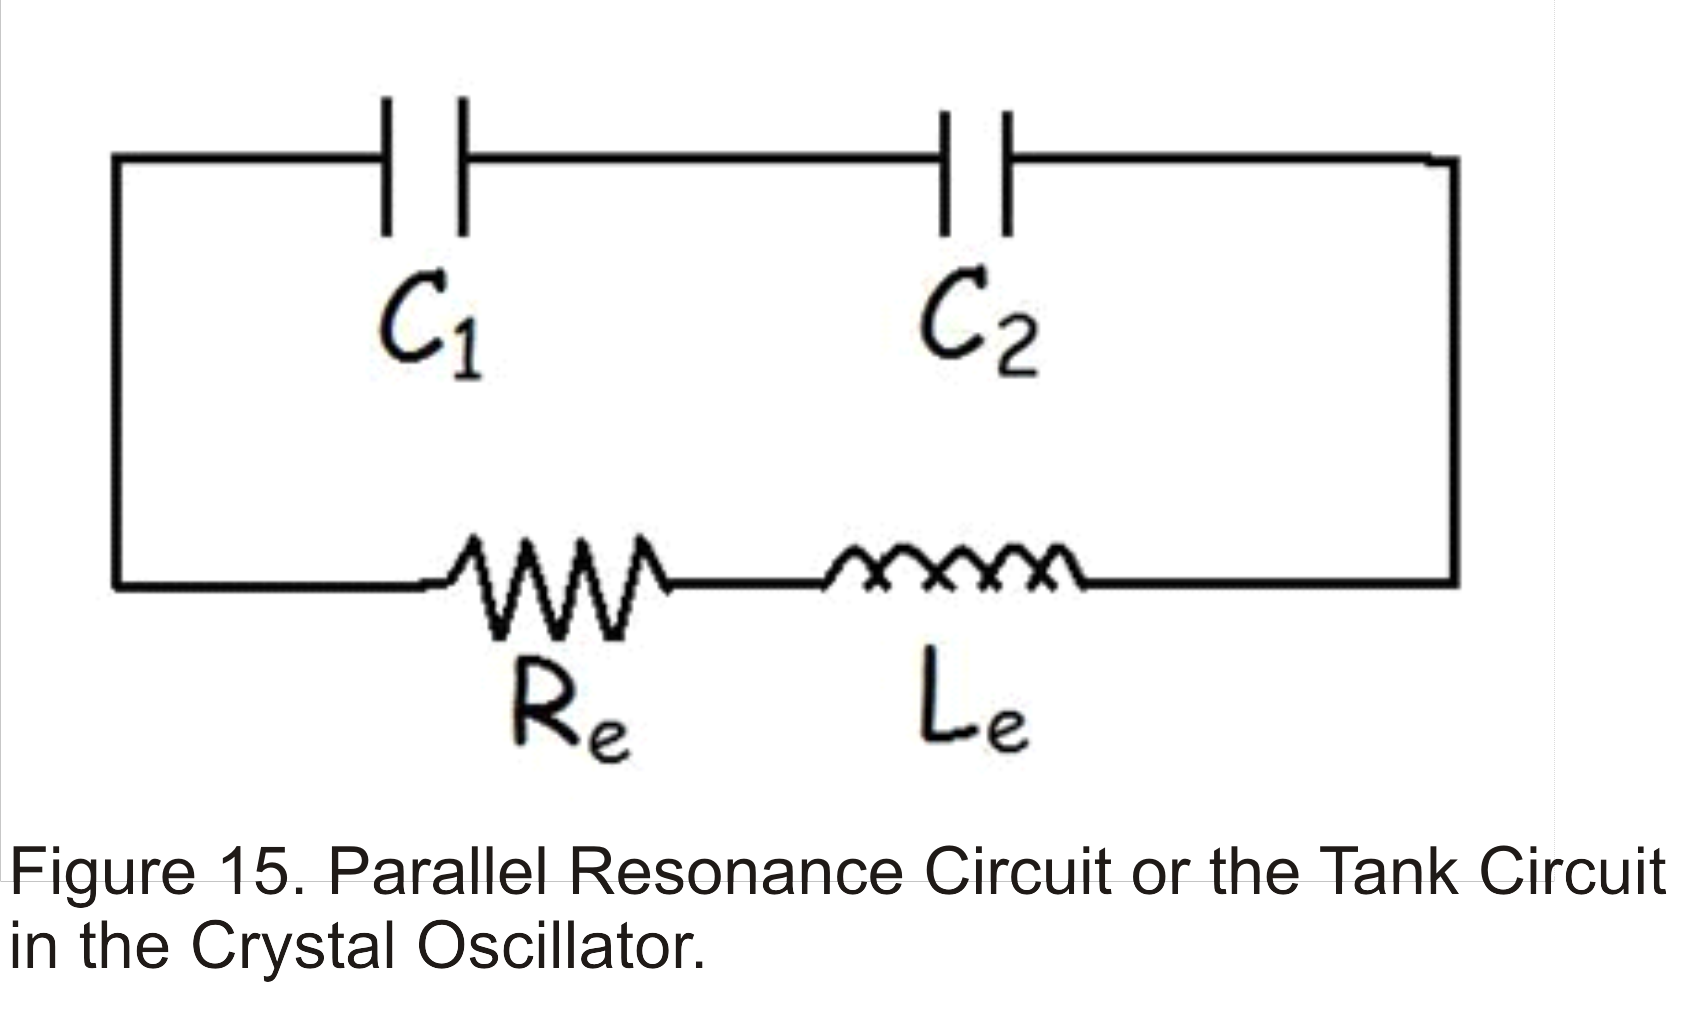 C1 C2
Re Le
Figure 15. Parallel Resonance Circuit or the Tank Circuit
in the Crystal Oscillator.